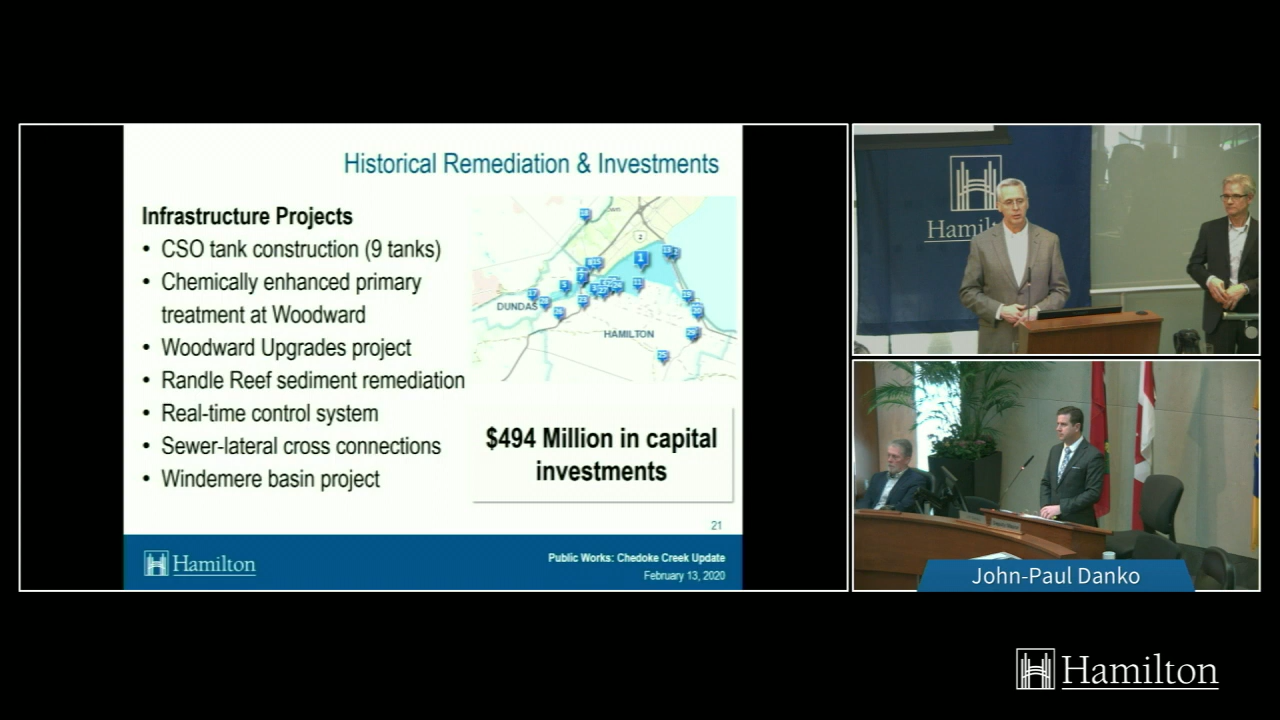 Historical Remediation & Investments
Infrastructure Projects
• CSO tank construction (9 tanks)
• Chemically enhanced primary
treatment at Woodward
• Woodward Upgrades project
• Randle Reef sediment remediation
• Real-time control system
• Sewer-lateral cross connections
• Windemere basin project
DUNDAS
HAMILTON
$494 Million in capital
investments
21
Hamilton
Public Works: Chedoke Creek Update
February 13, 2020
Hamil
John-Paul Danko
Hamilton